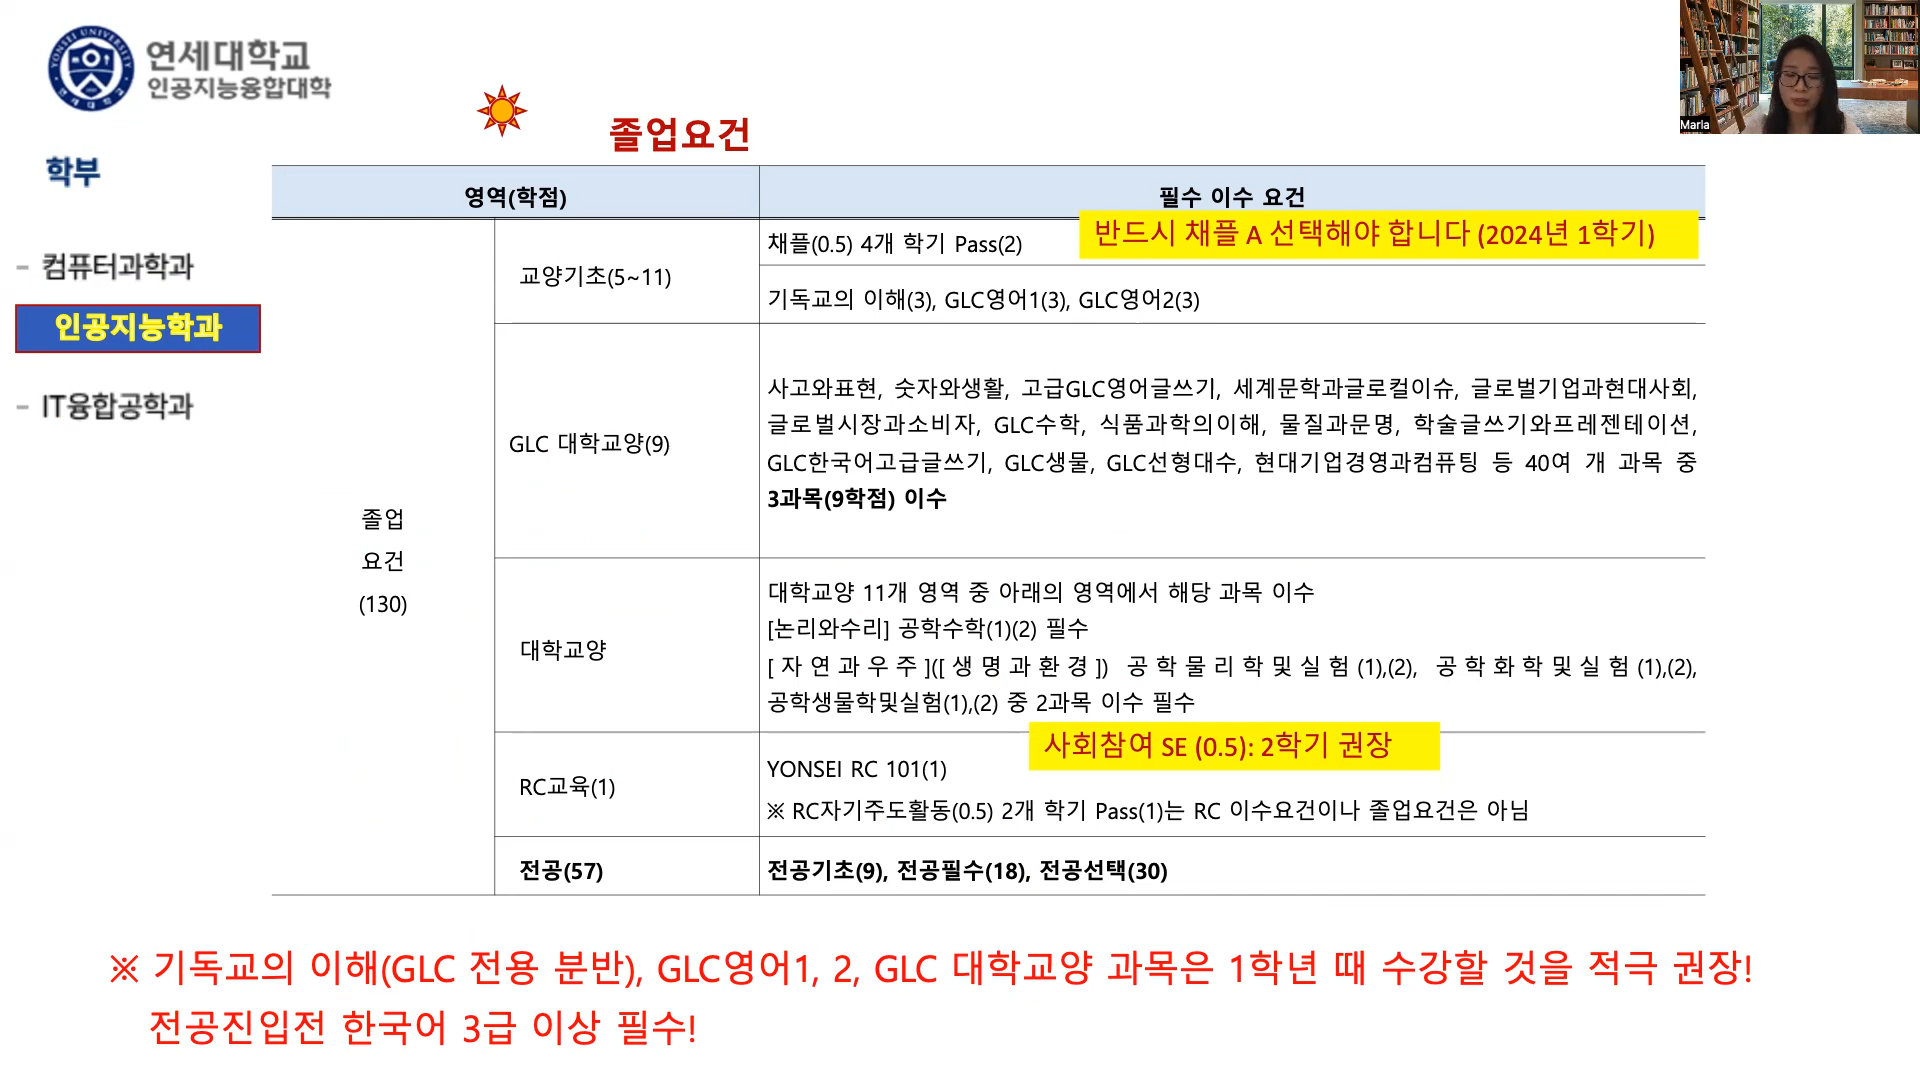 연세대학교
인공지능융합대학
YONSEI UNIVERSITY
연세대학교
Maria
졸업요건
학부
- 컴퓨터과학과
인공지능학과
- IT융합공학과
영역(학점)
필수 이수 요건
졸업
요건
(130)
교양기초(5~11)
채플(0.5) 4개 학기 Pass(2)
반드시 채플 A 선택해야 합니다 (2024년 1학기)
기독교의 이해(3), GLC영어1(3), GLC영어2(3)
GLC 대학교양(9)
사고와표현, 숫자와생활, 고급GLC영어글쓰기, 세계문학과글로컬이슈, 글로벌기업과현대사회,
글로벌시장과소비자, GLC수학, 식품과학의이해, 물질과문명, 학술글쓰기와프레젠테이션,
GLC한국어고급글쓰기, GLC생물, GLC선형대수, 현대기업경영과컴퓨팅 등 40여 개 과목 중
3과목(9학점) 이수
대학교양
대학교양 11개 영역 중 아래의 영역에서 해당 과목 이수
[논리와수리] 공학수학(1)(2) 필수
[자연과우주]([생명과환경]) 공학물리학및실험(1),(2), 공학화학및실험(1),(2),
공학생물학및실험(1),(2) 중 2과목 이수 필수
RC교육(1)
사회참여 SE (0.5): 2학기 권장
YONSEI RC 101(1)
※ RC자기주도활동(0.5) 2개 학기 Pass(1)는 RC 이수요건이나 졸업요건은 아님
전공(57)
전공기초(9), 전공필수(18), 전공선택(30)
※ 기독교의 이해(GLC 전용 분반), GLC영어1, 2, GLC 대학교양 과목은 1학년 때 수강할 것을 적극 권장!
전공진입전 한국어 3급 이상 필수!